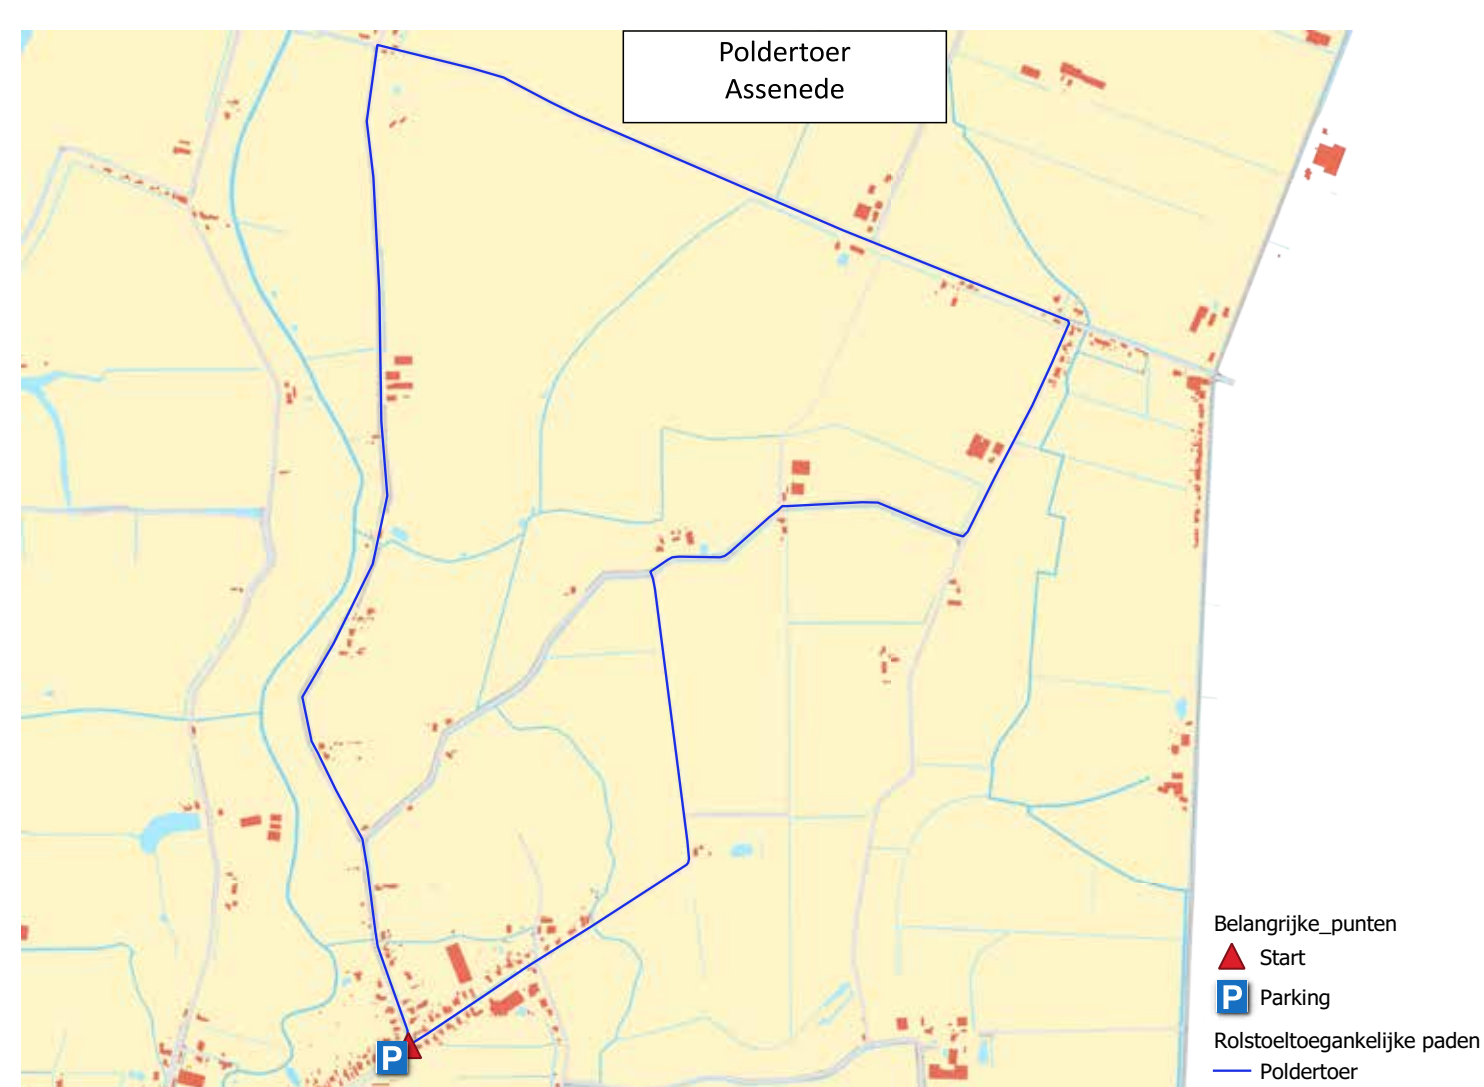 Poldertoer
Assenede
Belangrijke_punten
Start
P Parking
Rolstoeltoegankelijke paden
Poldertoer
P